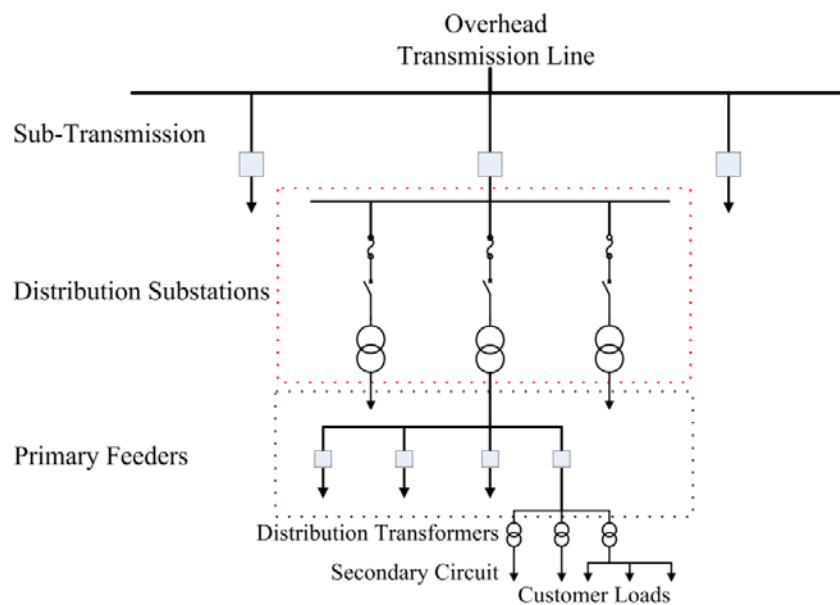 Overhead
Transmission Line
Sub-Transmission
Distribution Substations
Primary Feeders
Distribution Transformers
Secondary Circuit
Customer Loads